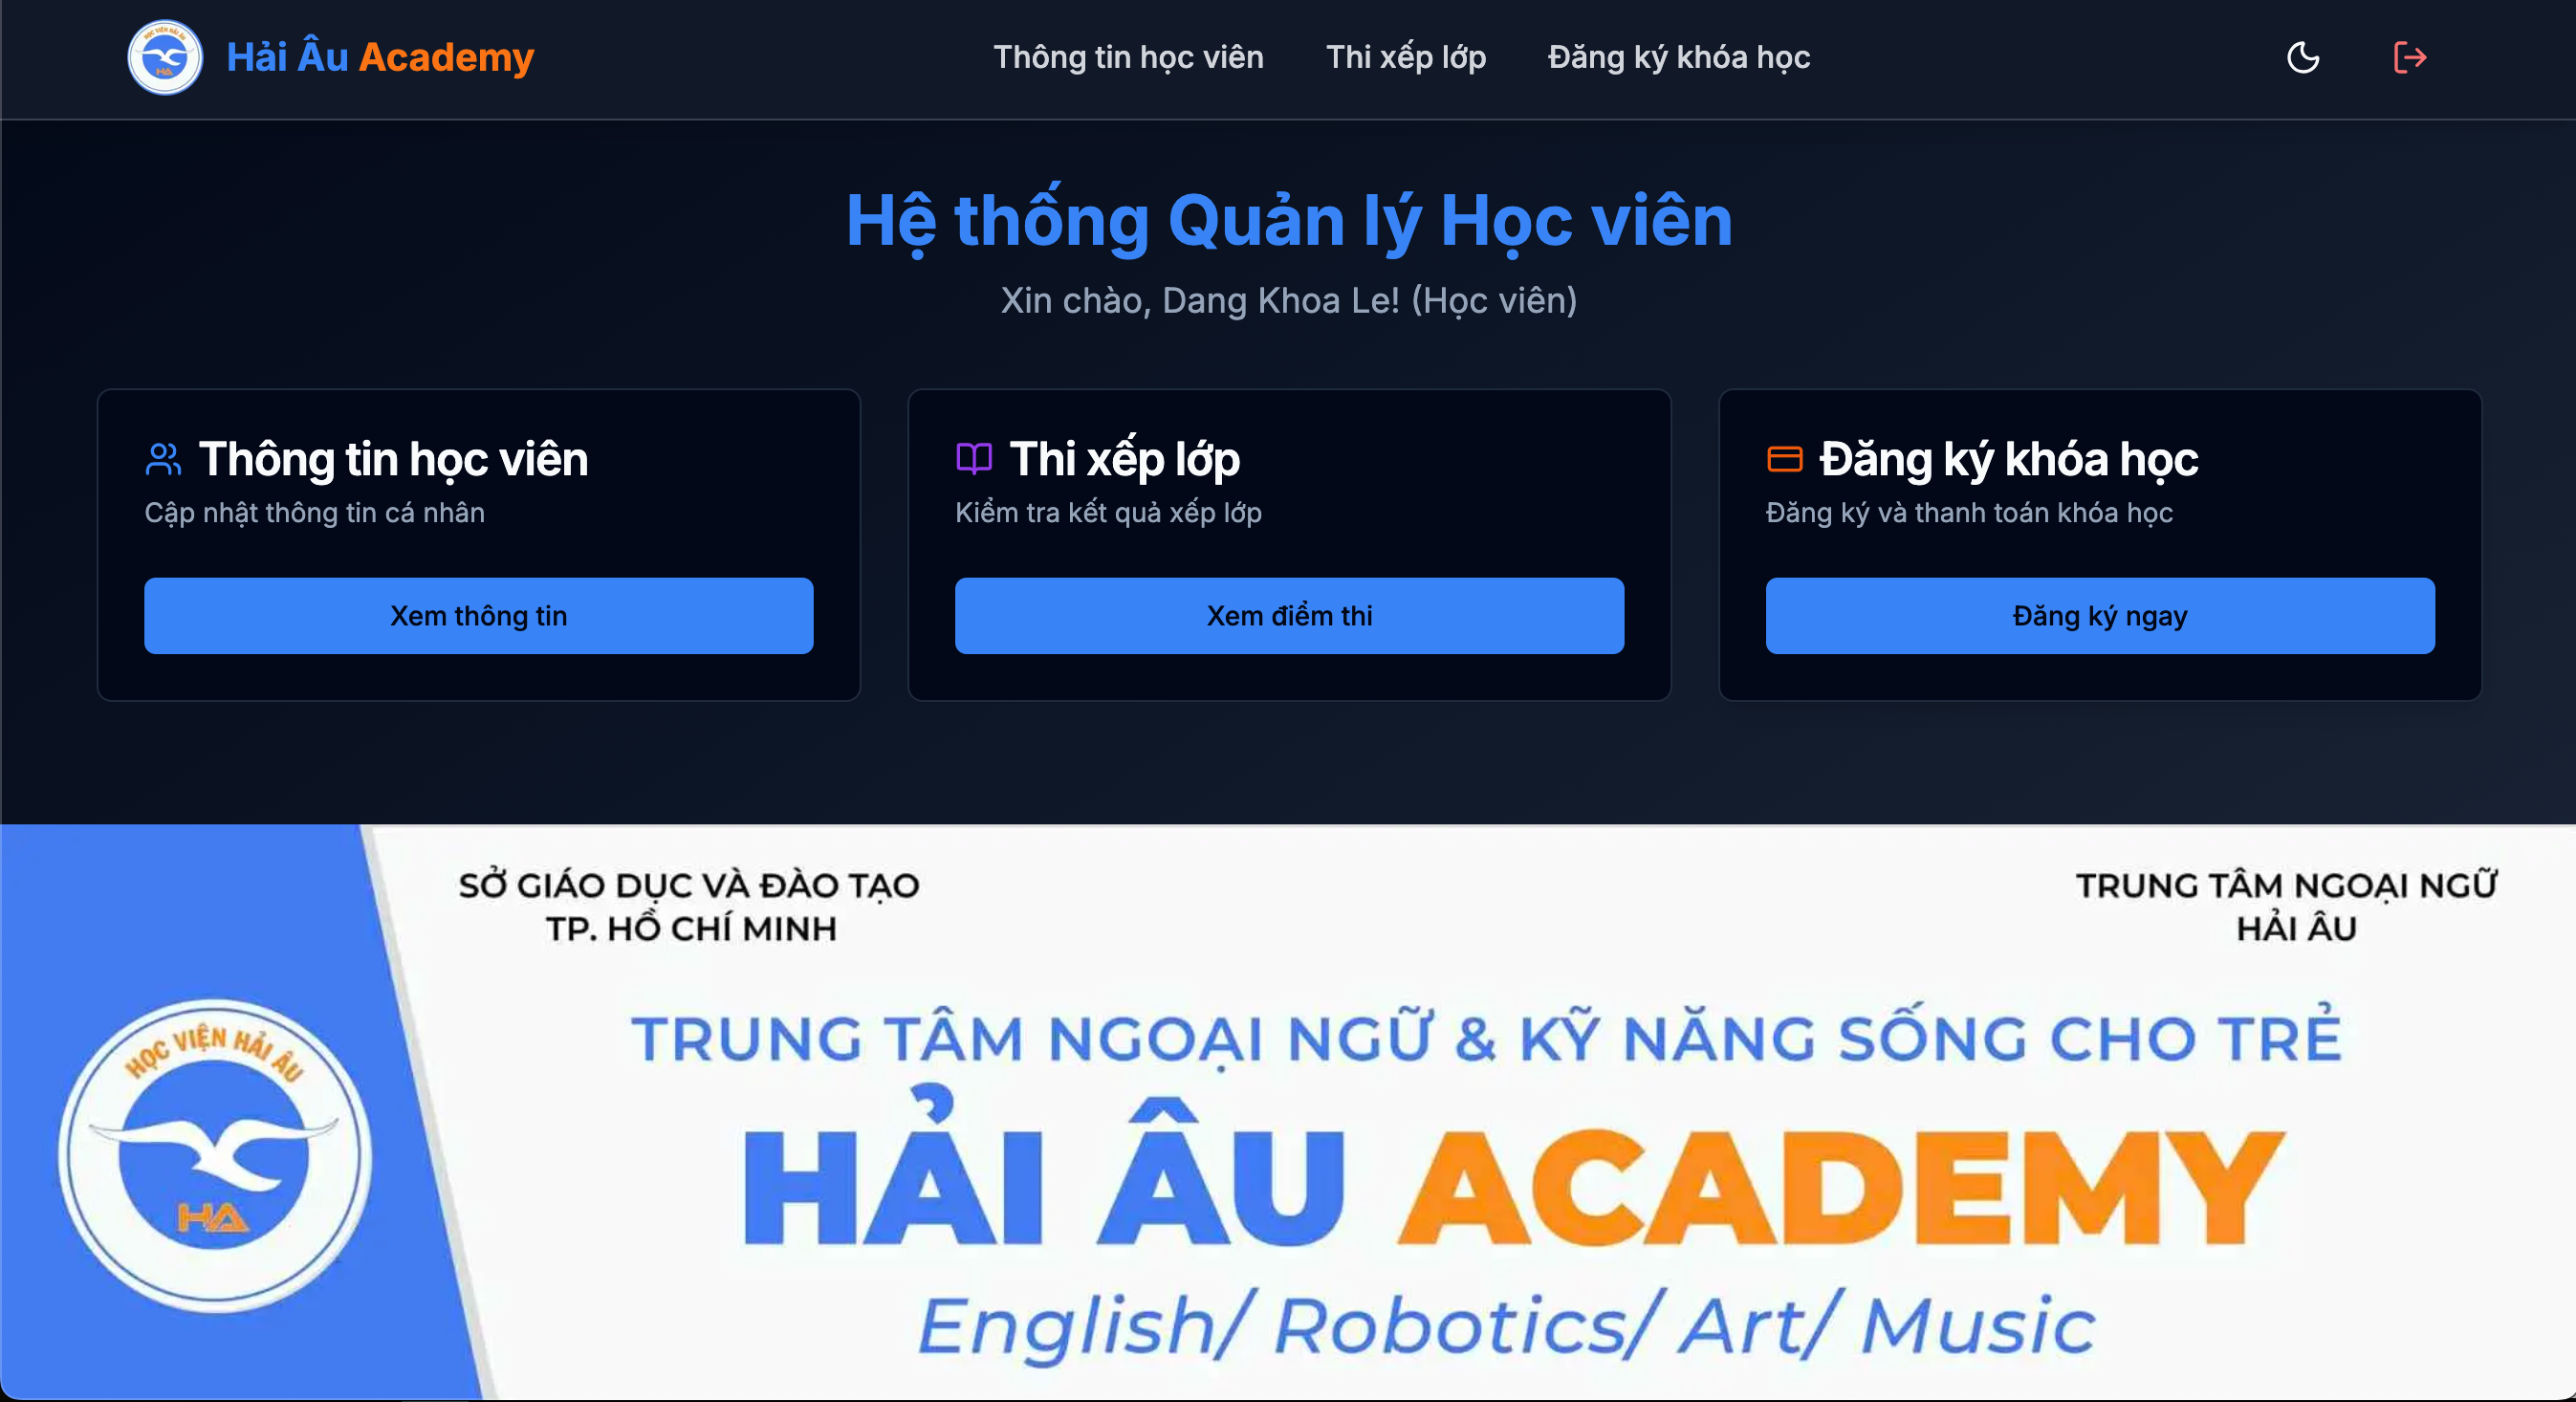 HỌC VIỆN HẢI ÂU
HA
Hải Âu Academy
Thông tin học viên
Thi xếp lớp
Đăng ký khóa học
Hệ thống Quản lý Học viên
Xin chào, Dang Khoa Le! (Học viên)
Thông tin học viên
Cập nhật thông tin cá nhân
Xem thông tin
Thi xếp lớp
Kiểm tra kết quả xếp lớp
Xem điểm thi
Đăng ký khóa học
Đăng ký và thanh toán khóa học
Đăng ký ngay
SỞ GIÁO DỤC VÀ ĐÀO TẠO
TP. HỒ CHÍ MINH
TRUNG TÂM NGOẠI NGỮ
HẢI ÂU
HỌC VIỆN HẢI ÂU
HA
TRUNG TÂM NGOẠI NGỮ & KỸ NĂNG SỐNG CHO TRẺ
HẢI ÂU ACADEMY
English/ Robotics/ Art/ Music